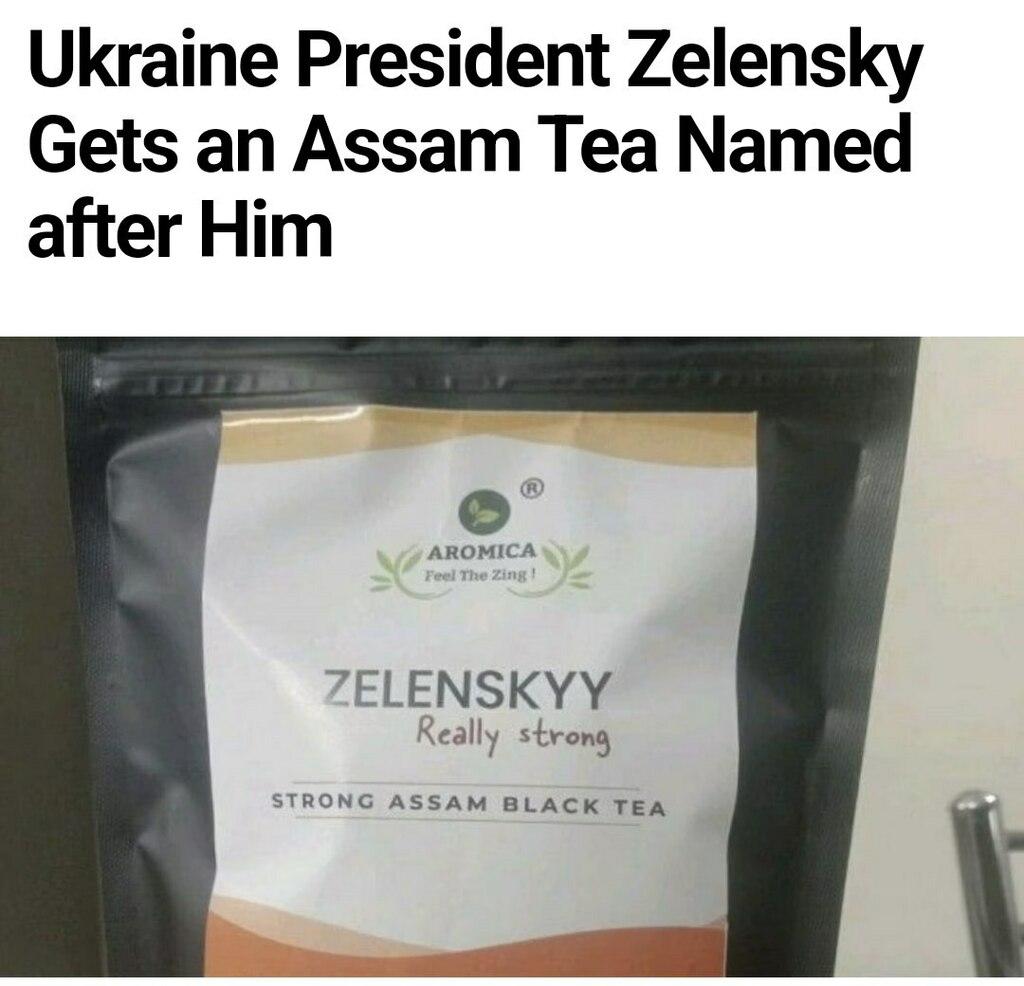 Ukraine President Zelensky
Gets an Assam Tea Named
after Him
®
AROMICA
Feel The Zing!
ZELENSKYY
Really strong
STRONG ASSAM BLACK TEA